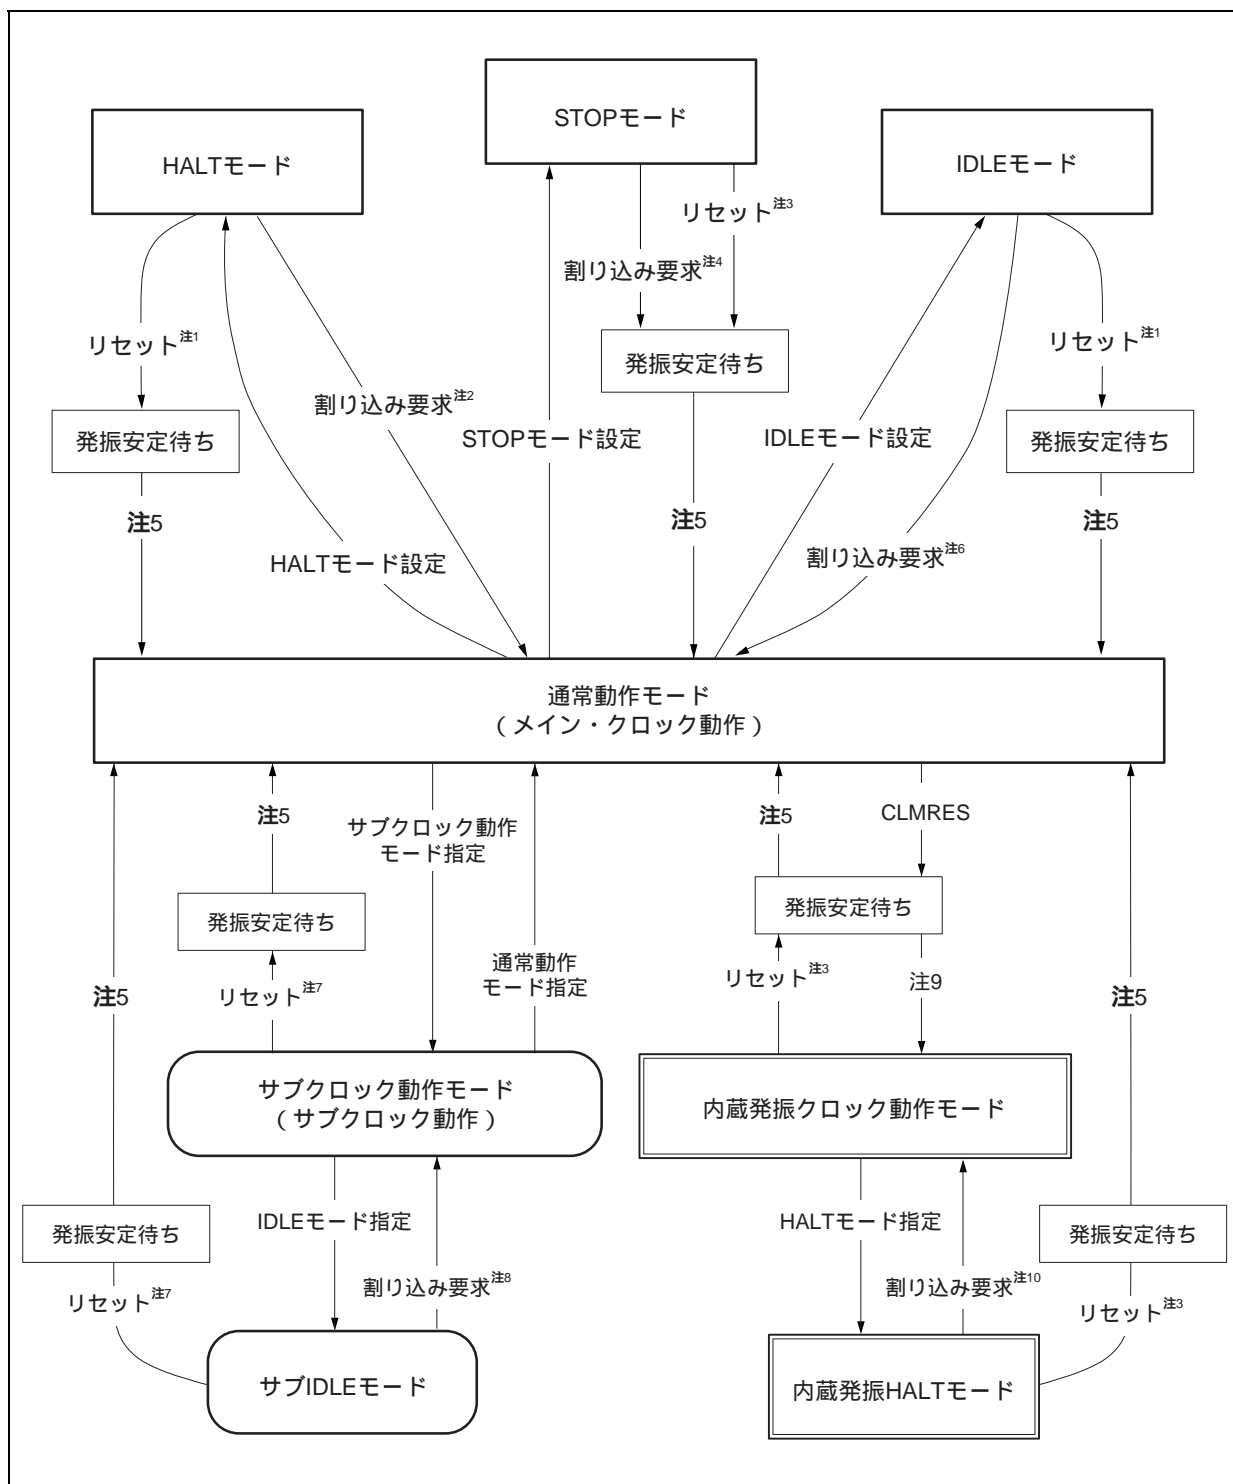 STOPモード
HALTモード
IDLEモード
リセット注3
割り込み要求注4
リセット注1
発振安定待ち
リセット注1
割り込み要求注2
発振安定待ち
STOPモード設定
IDLEモード設定
発振安定待ち
注5
注5
注5
HALTモード設定
割り込み要求注6
通常動作モード
(メイン・クロック動作)
注5
サブクロック動作
モード指定
注5
CLMRES
発振安定待ち
発振安定待ち
通常動作
モード指定
リセット注7
リセット注3
注9
注5
注5
サブクロック動作モード
(サブクロック動作)
内蔵発振クロック動作モード
発振安定待ち
IDLEモード指定
HALTモード指定
発振安定待ち
リセット注7
割り込み要求注8
割り込み要求注10
リセット注3
サブIDLEモード
内蔵発振HALTモード